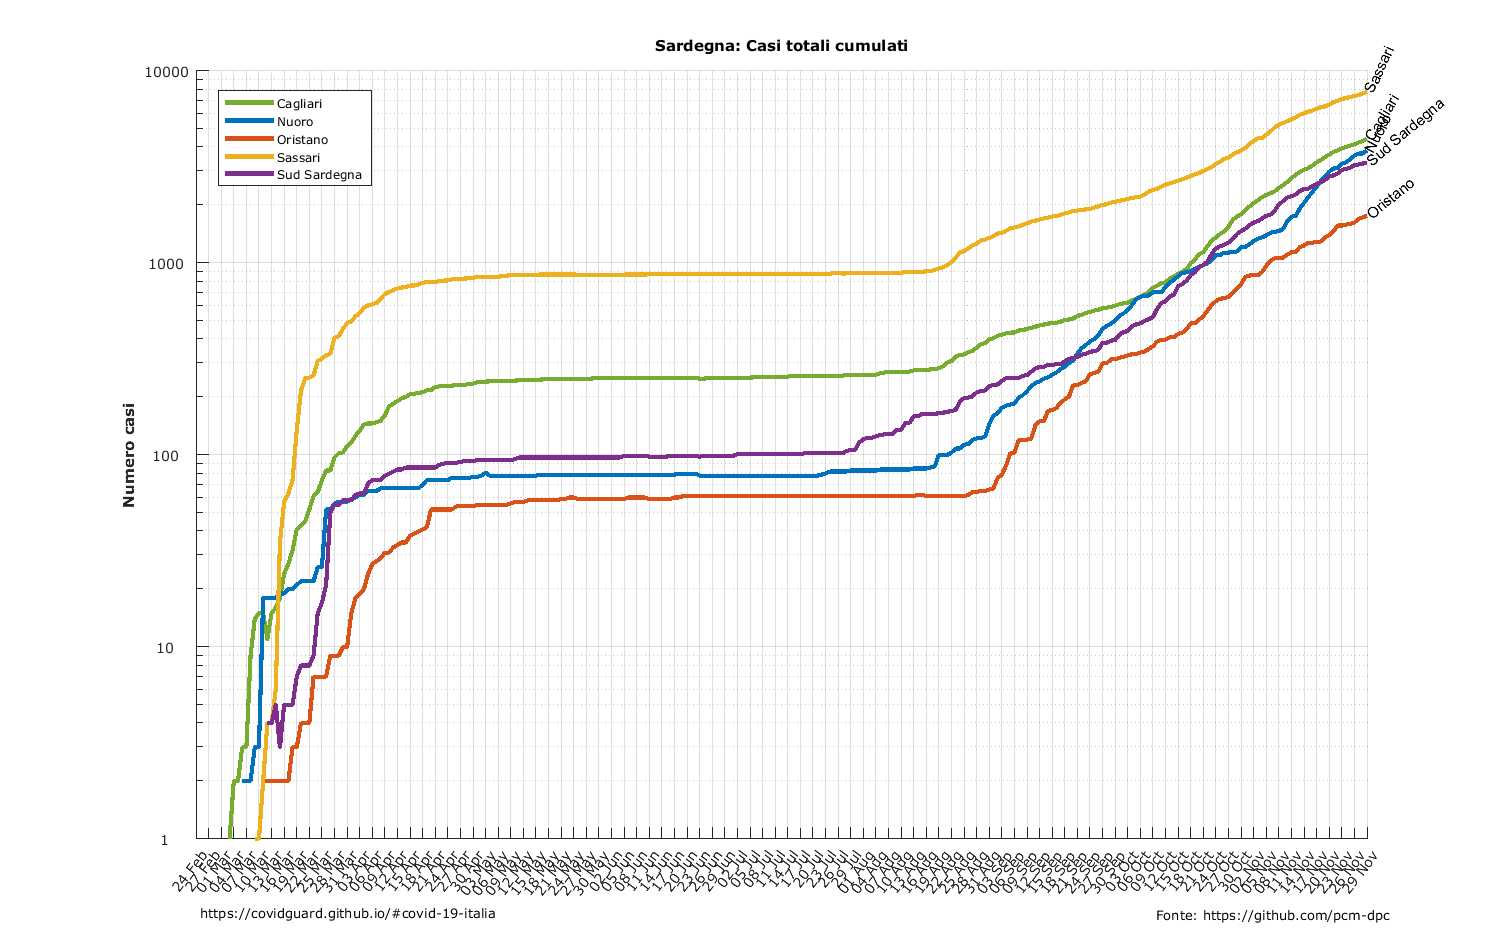 Sardegna: Casi totali cumulati
Cagliari
Nuoro
Oristano
Sassari
Sud Sardegna
Numero casi
10000
1000
100
10
1
Sassari
Cagliari
Nuoro
Sud Sardegna
Oristano
24 Feb
27 Feb
01 Mar
04 Mar
07 Mar
10 Mar
13 Mar
16 Mar
19 Mar
22 Mar
25 Mar
28 Mar
31 Mar
03 Apr
06 Apr
09 Apr
12 Apr
15 Apr
18 Apr
21 Apr
24 Apr
27 Apr
30 Apr
03 May
06 May
09 May
12 May
15 May
18 May
21 May
24 May
27 May
30 May
02 Jun
05 Jun
08 Jun
11 Jun
14 Jun
17 Jun
20 Jun
23 Jun
26 Jun
29 Jun
02 Jul
05 Jul
08 Jul
11 Jul
14 Jul
17 Jul
20 Jul
23 Jul
26 Jul
29 Jul
01 Aug
04 Aug
07 Aug
10 Aug
13 Aug
16 Aug
19 Aug
22 Aug
25 Aug
28 Aug
31 Aug
03 Sep
06 Sep
09 Sep
12 Sep
15 Sep
18 Sep
21 Sep
24 Sep
27 Sep
30 Sep
03 Oct
06 Oct
09 Oct
12 Oct
15 Oct
18 Oct
21 Oct
24 Oct
27 Oct
30 Oct
02 Nov
05 Nov
08 Nov
11 Nov
14 Nov
17 Nov
20 Nov
23 Nov
26 Nov
29 Nov
https://covidguard.github.io/#covid-19-italia
Fonte: https://github.com/pcm-dpc